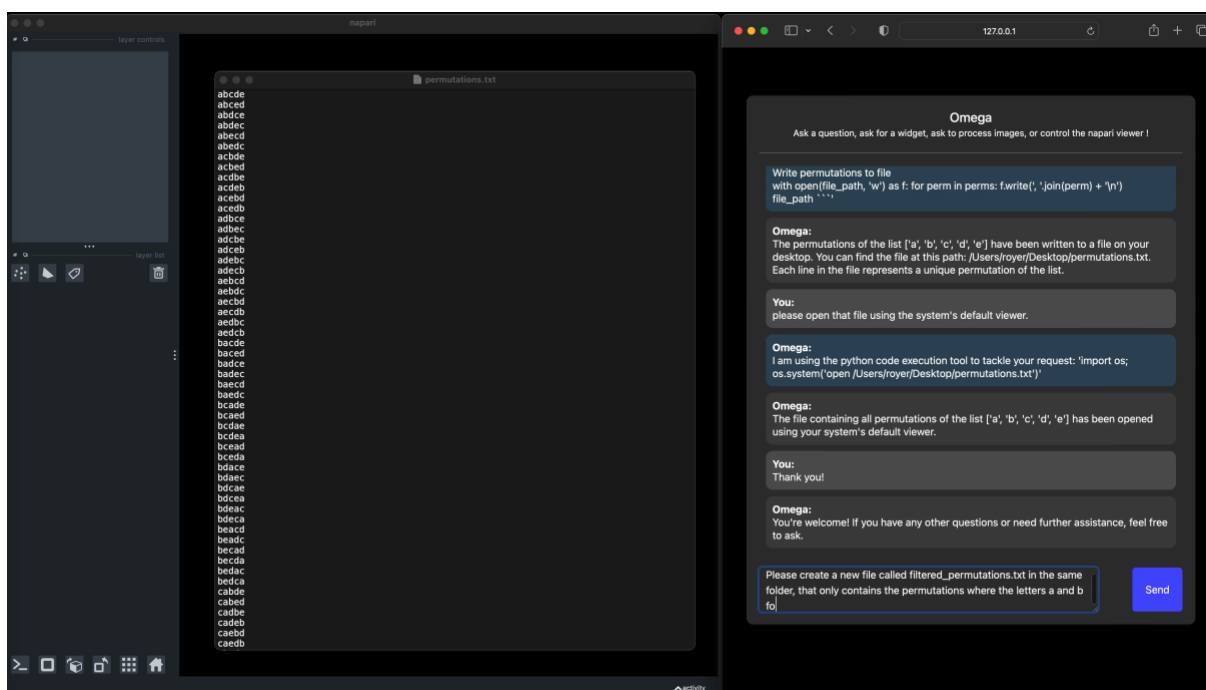 napari
layer controls
layer list
permutations.txt
abcde
abced
abdce
abdec
abecd
abedc
acbde
acbed
acdbe
acdeb
acebd
acedb
adbce
adbec
adcbe
adceb
adebc
adecb
aebcd
aebdc
aecbd
aecdb
aedbc
aedcb
bacde
baced
badce
badec
baecd
baedc
bcade
bcaed
bcdae
bcdea
bcead
bceda
bdace
bdaec
bdcae
bdcea
bdeac
bdeca
beacd
beadc
becad
becda
bedac
bedca
cabde
cabed
cadbe
cadeb
caebd
caedb
activity
127.0.0.1
Omega
Ask a question, ask for a widget, ask to process images, or control the napari viewer !
Write permutations to file
with open(file_path, 'w') as f: for perm in perms: f.write(', '.join(perm) + '\n')
file_path ```'
Omega:
The permutations of the list ['a', 'b', 'c', 'd', 'e'] have been written to a file on your
desktop. You can find the file at this path: /Users/royer/Desktop/permutations.txt.
Each line in the file represents a unique permutation of the list.
You:
please open that file using the system's default viewer.
Omega:
I am using the python code execution tool to tackle your request: 'import os;
os.system('open /Users/royer/Desktop/permutations.txt')'
Omega:
The file containing all permutations of the list ['a', 'b', 'c', 'd', 'e'] has been opened
using your system's default viewer.
You:
Thank you!
Omega:
You're welcome! If you have any other questions or need further assistance, feel free
to ask.
Please create a new file called filtered_permutations.txt in the same
folder, that only contains the permutations where the letters a and b
fo
Send